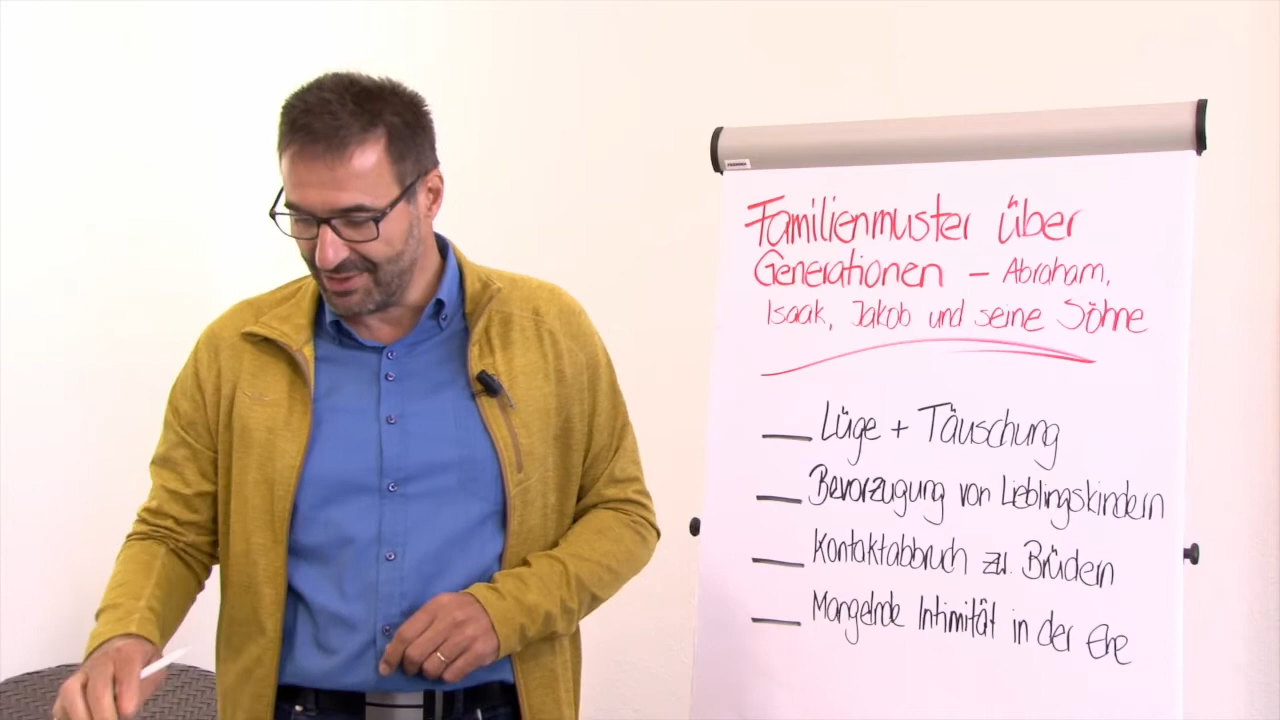 Familienmuster über
Generationen – Abraham,
Isaak, Jakob und seine Söhne
— Lüge + Täuschung
— Bevorzugung von Lieblingskindern
— Kontaktabbruch zw. Brüdern
— Mangelnde Intimität in der Ehe